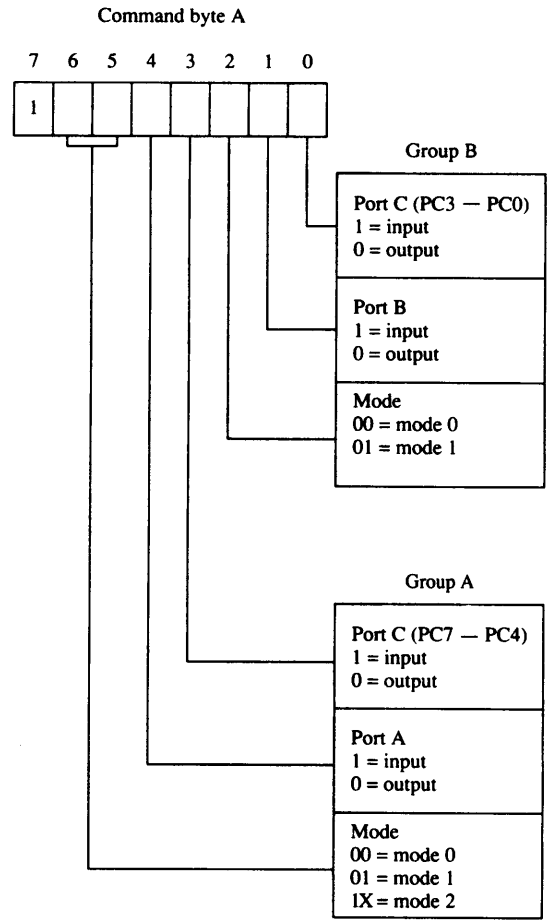 Command byte A
7 6 5 4 3 2 1 0
1
Group B
Port C (PC3 — PC0)
1 = input
0 = output
Port B
1 = input
0 = output
Mode
00 = mode 0
01 = mode 1
Group A
Port C (PC7 — PC4)
1 = input
0 = output
Port A
1 = input
0 = output
Mode
00 = mode 0
01 = mode 1
1X = mode 2